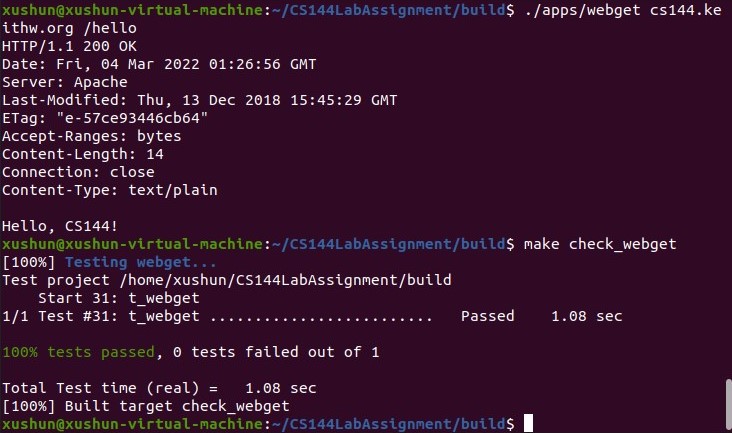 xushun@xushun-virtual-machine:~/CS144LabAssignment/build$ ./apps/webget cs144.ke
ithw.org /hello
HTTP/1.1 200 OK
Date: Fri, 04 Mar 2022 01:26:56 GMT
Server: Apache
Last-Modified: Thu, 13 Dec 2018 15:45:29 GMT
ETag: "e-57ce93446cb64"
Accept-Ranges: bytes
Content-Length: 14
Connection: close
Content-Type: text/plain

Hello, CS144!
xushun@xushun-virtual-machine:~/CS144LabAssignment/build$ make check_webget
[100%] Testing webget...
Test project /home/xushun/CS144LabAssignment/build
    Start 31: t_webget
1/1 Test #31: t_webget .........................   Passed    1.08 sec

100% tests passed, 0 tests failed out of 1

Total Test time (real) =   1.08 sec
[100%] Built target check_webget
xushun@xushun-virtual-machine:~/CS144LabAssignment/build$